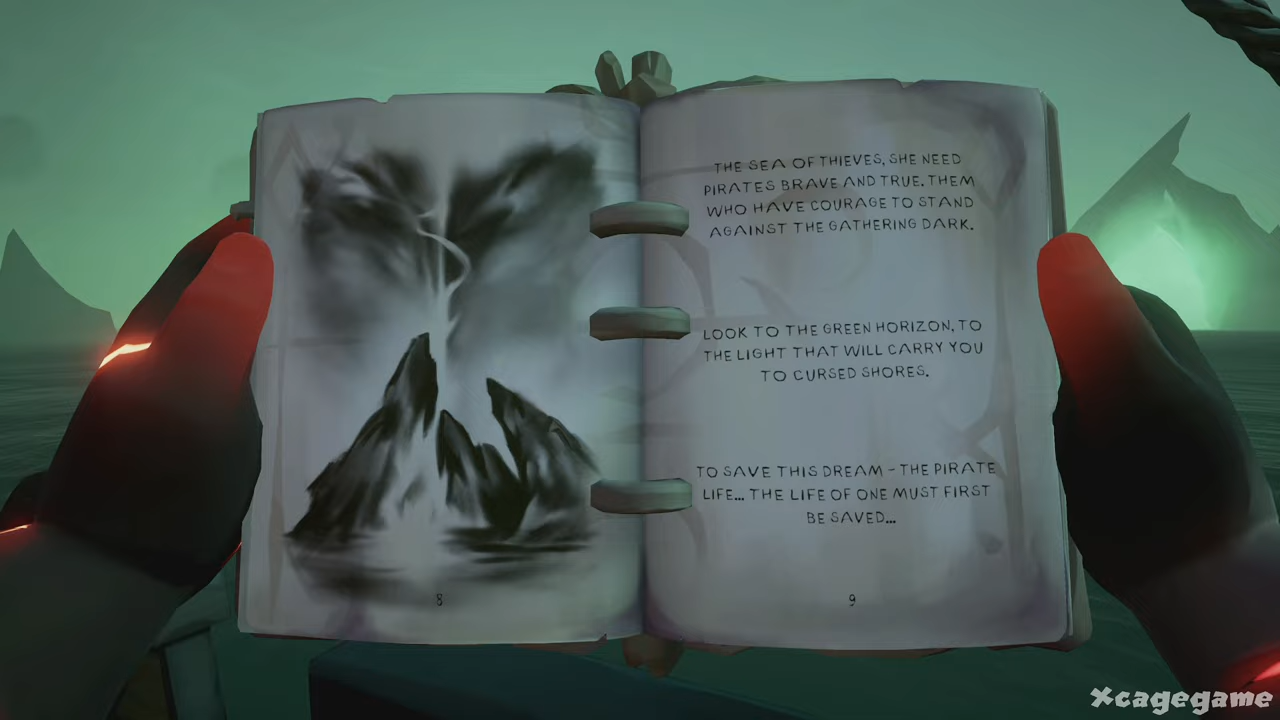 THE SEA OF THIEVES, SHE NEED
PIRATES BRAVE AND TRUE. THEM
WHO HAVE COURAGE TO STAND
AGAINST THE GATHERING DARK.
LOOK TO THE GREEN HORIZON, TO
THE LIGHT THAT WILL CARRY YOU
TO CURSED SHORES.
TO SAVE THIS DREAM - THE PIRATE
LIFE... THE LIFE OF ONE MUST FIRST
BE SAVED...
8
9
Xcagegame